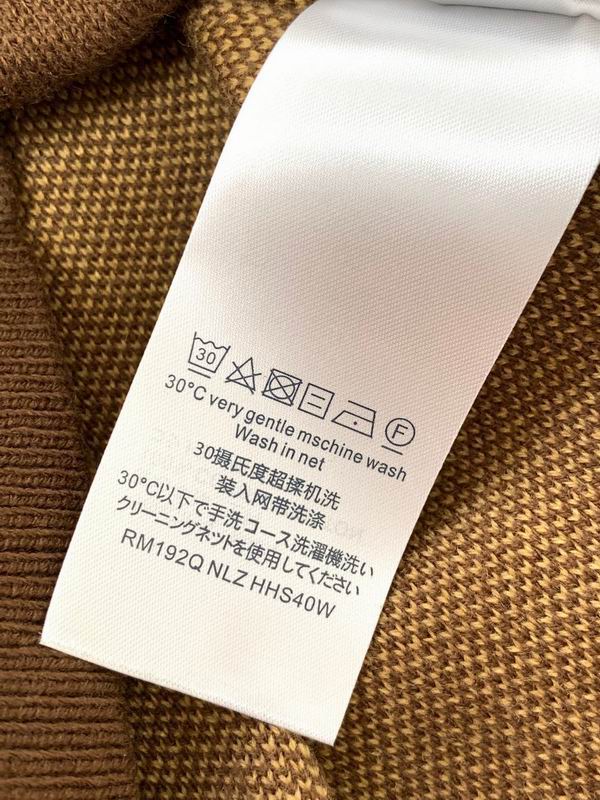 30
F
30°C very gentle mschine wash
Wash in net
30摄氏度超揉机洗
装入网带洗涤
30°C以下で手洗コース洗濯機洗い
クリーニングネットを使用してください
RM192Q NLZ HHS40W